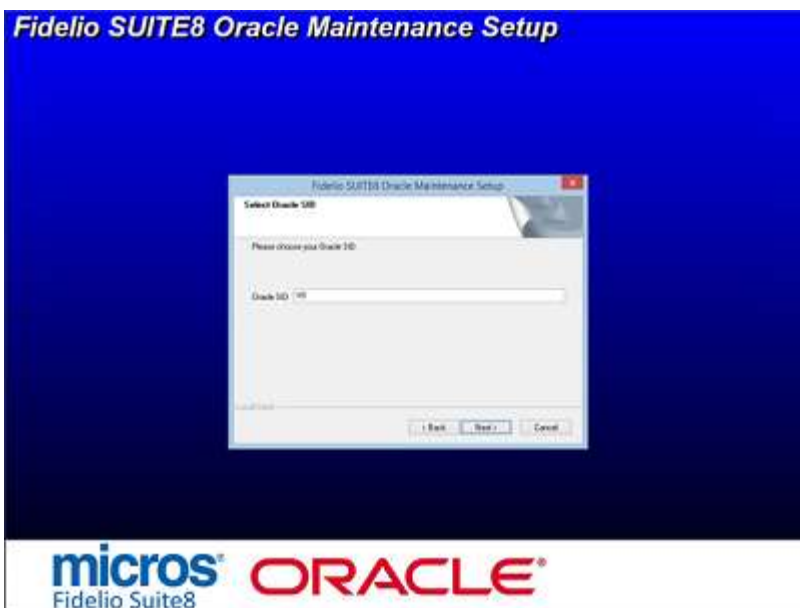 Fidelio SUITE8 Oracle Maintenance Setup
Fidelio SUITE8 Oracle Maintenance Setup
Select Oracle SID
Please choose your Oracle SID
Oracle SID
< Back Next > Cancel
micros®
Fidelio Suite8
ORACLE®